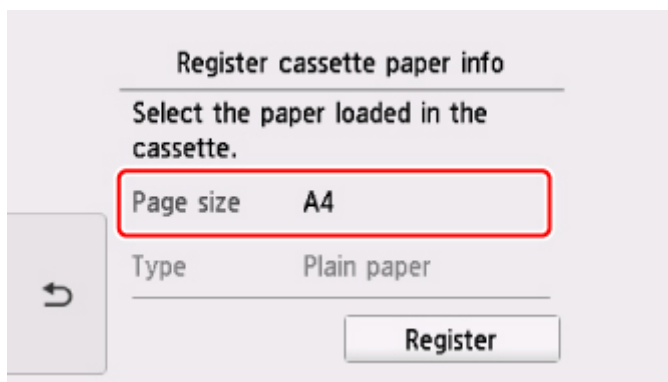 Register cassette paper info
Select the paper loaded in the
cassette.
Page size A4
Type Plain paper
Register